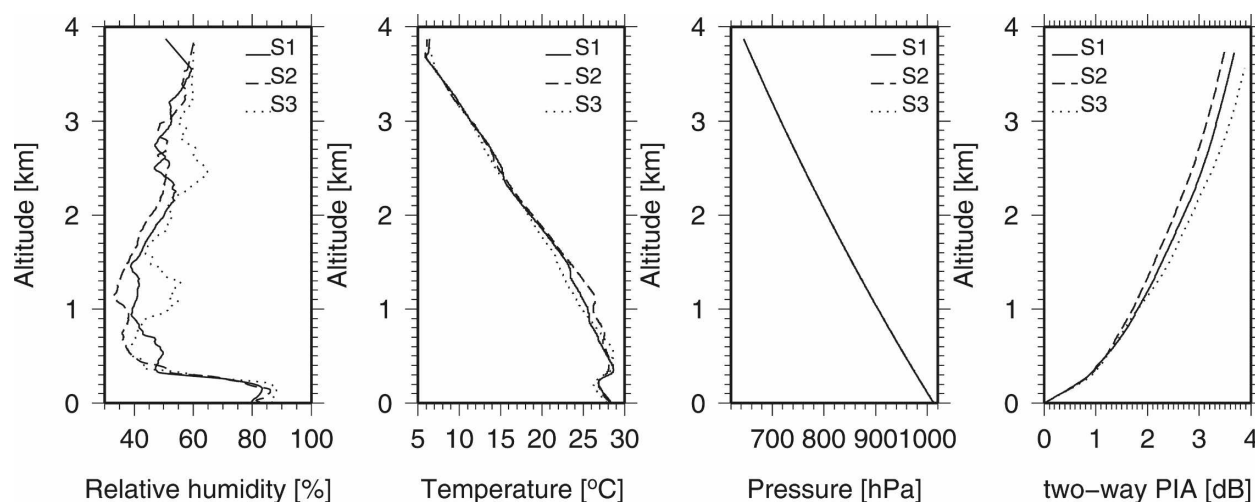 4
3
2
1
0
Altitude [km]
S1
S2
S3
40 60 80 100
Relative humidity [%]
4
3
2
1
0
Altitude [km]
S1
S2
S3
5 10 15 20 25 30
Temperature [°C]
4
3
2
1
0
Altitude [km]
700 800 900 1000
Pressure [hPa]
4
3
2
1
0
Altitude [km]
S1
S2
S3
0 1 2 3 4
two-way PIA [dB]